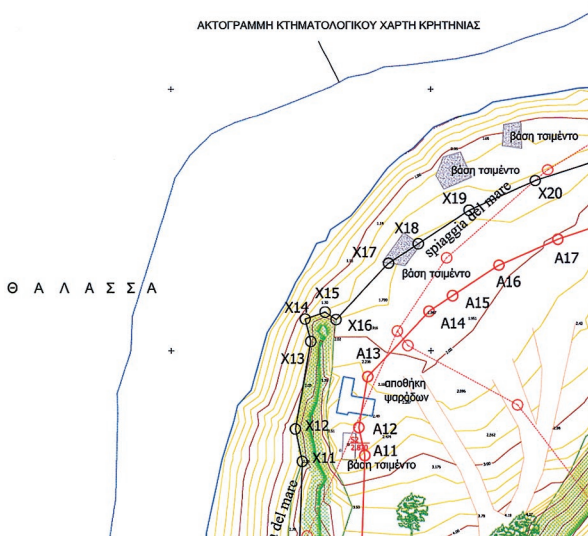 ΑΚΤΟΓΡΑΜΜΗ ΚΤΗΜΑΤΟΛΟΓΙΚΟΥ ΧΑΡΤΗ ΚΡΗΤΗΝΙΑΣ
βάση τσιμέντο
βάση τσιμέντο
X20
X19
spiaggia del mare
X18
X17
A17
A16
βάση τσιμέντο
Θ Α Λ Α Σ Σ Α
A15
X15
X14
X16
A14
X13
A13
αποθήκη
ψαράδων
X12
A12
X11
A11
βάση τσιμέντο
del mare